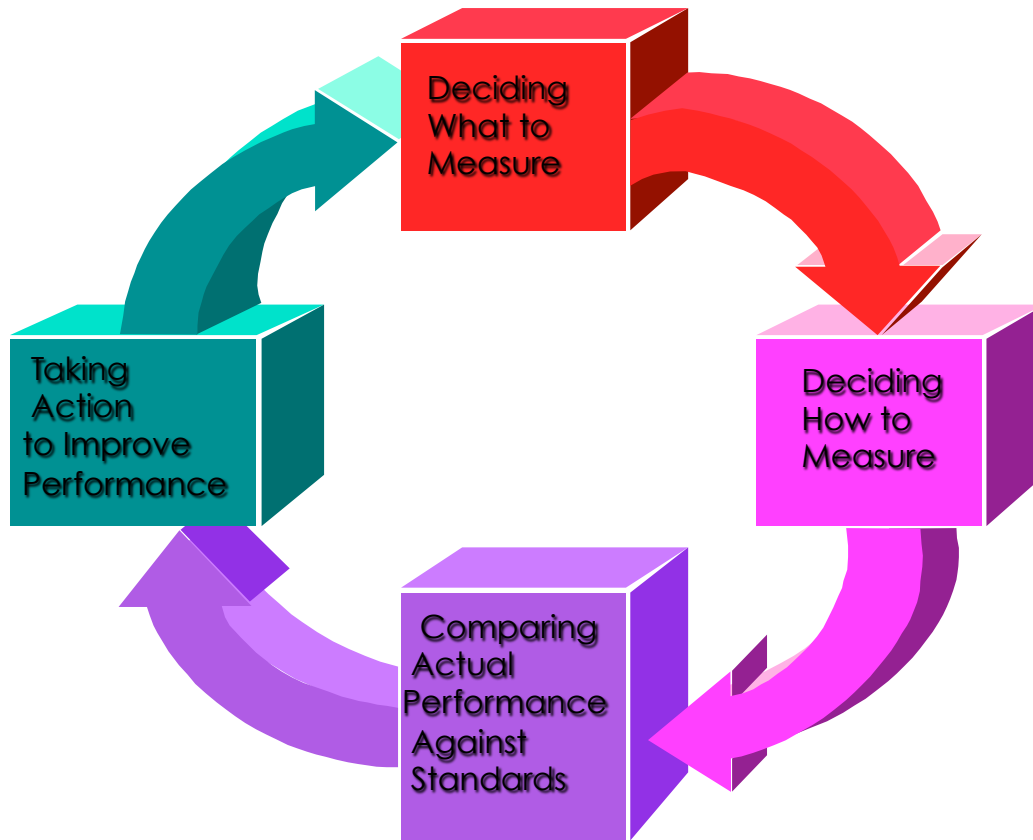 Deciding
What to
Measure
Deciding
How to
Measure
Comparing
Actual
Performance
Against
Standards
Taking
Action
to Improve
Performance